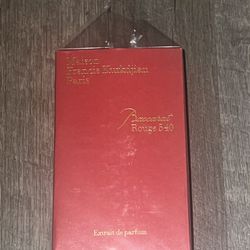 Maison
Francis Kurkdjian
Paris
Baccarat
Rouge 540
Extrait de parfum